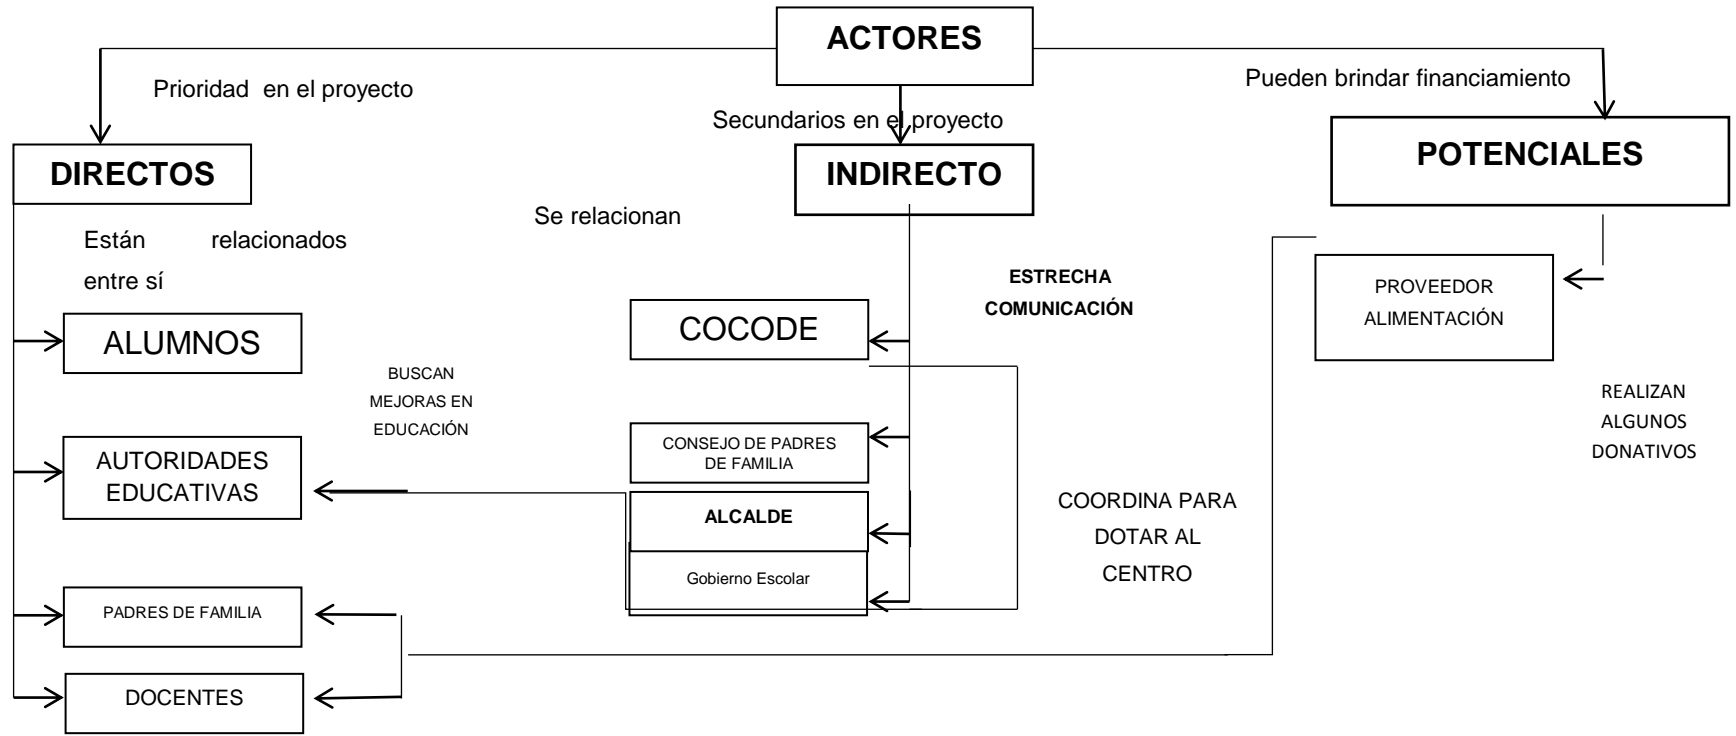 ACTORES
Prioridad en el proyecto
Pueden brindar financiamiento
Secundarios en el proyecto
DIRECTOS
INDIRECTO
POTENCIALES
Se relacionan
Están relacionados
entre sí
ESTRECHA
COMUNICACIÓN
PROVEEDOR
ALIMENTACIÓN
ALUMNOS
COCODE
BUSCAN
MEJORAS EN
EDUCACIÓN
REALIZAN
ALGUNOS
DONATIVOS
AUTORIDADES
EDUCATIVAS
CONSEJO DE PADRES
DE FAMILIA
ALCALDE
Gobierno Escolar
COORDINA PARA
DOTAR AL
CENTRO
PADRES DE FAMILIA
DOCENTES